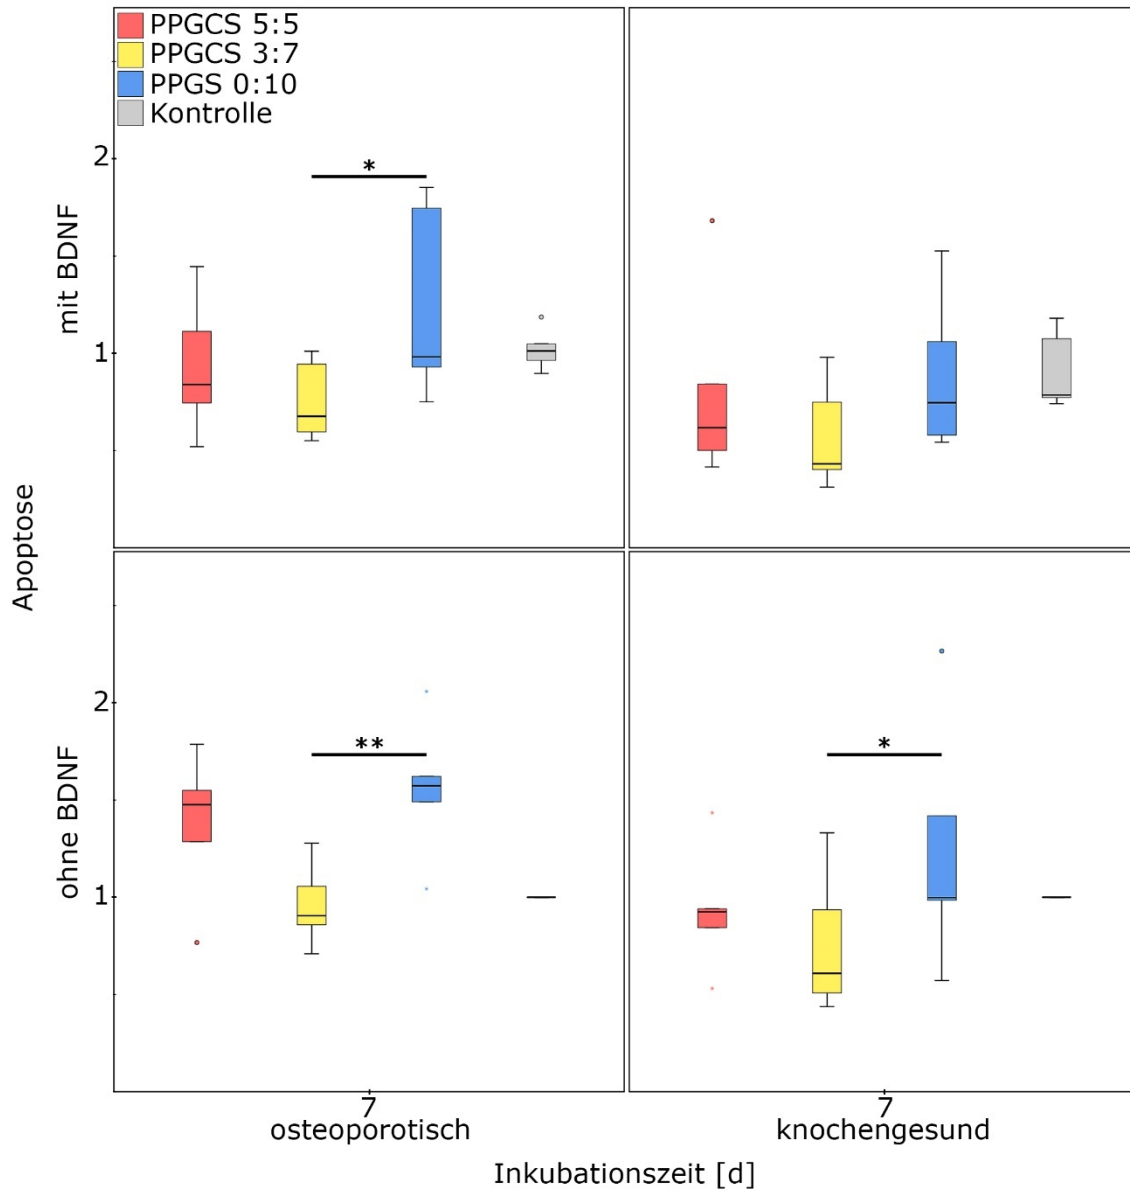 PPGCS 5:5
PPGCS 3:7
PPGS 0:10
Kontrolle
2
*
mit BDNF
1
Apoptose
2
**
*
ohne BDNF
1
7
7
osteoporotisch
knochengesund
Inkubationszeit [d]